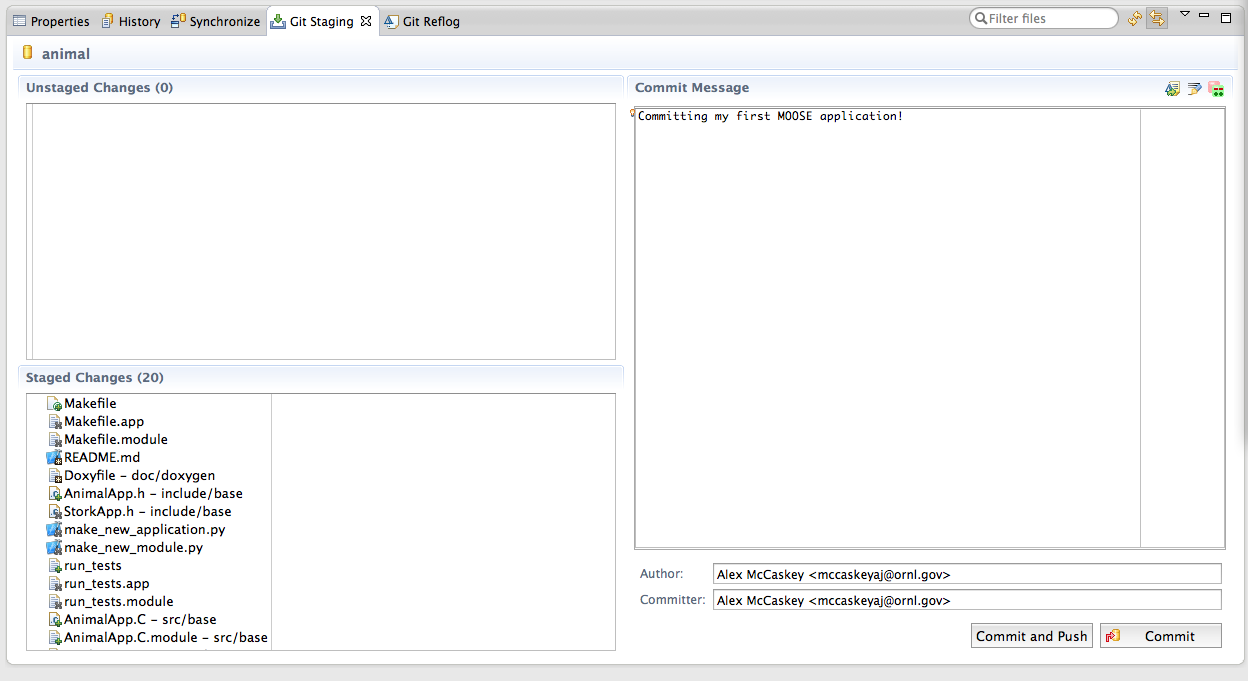 Properties History Synchronize Git Staging Git Reflog Filter files
animal
Unstaged Changes (0)
Commit Message
Committing my first MOOSE application!
Staged Changes (20)
Makefile
Makefile.app
Makefile.module
README.md
Doxyfile – doc/doxygen
AnimalApp.h – include/base
StorkApp.h – include/base
make_new_application.py
make_new_module.py
run_tests
run_tests.app
run_tests.module
AnimalApp.C – src/base
AnimalApp.C.module – src/base
Author: Alex McCaskey <mccaskeyaj@ornl.gov>
Committer: Alex McCaskey <mccaskeyaj@ornl.gov>
Commit and Push Commit